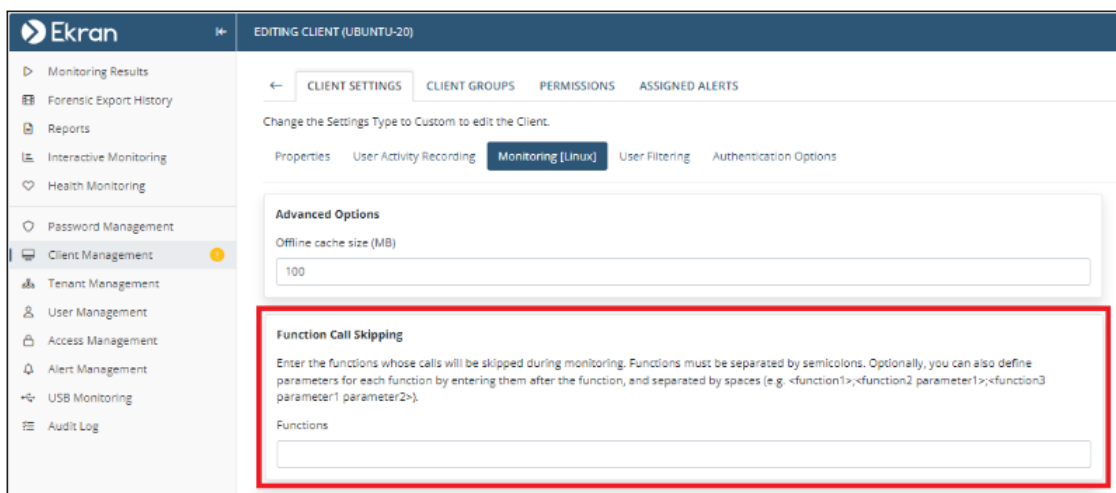 Ekran
EDITING CLIENT (UBUNTU-20)
Monitoring Results
Forensic Export History
Reports
Interactive Monitoring
Health Monitoring
Password Management
Client Management
Tenant Management
User Management
Access Management
Alert Management
USB Monitoring
Audit Log
CLIENT SETTINGS CLIENT GROUPS PERMISSIONS ASSIGNED ALERTS
Change the Settings Type to Custom to edit the Client.
Properties User Activity Recording Monitoring [Linux] User Filtering Authentication Options
Advanced Options
Offline cache size (MB)
100
Function Call Skipping
Enter the functions whose calls will be skipped during monitoring. Functions must be separated by semicolons. Optionally, you can also define
parameters for each function by entering them after the function, and separated by spaces (e.g. <function1>;<function2 parameter1>;<function3
parameter1 parameter2>).
Functions